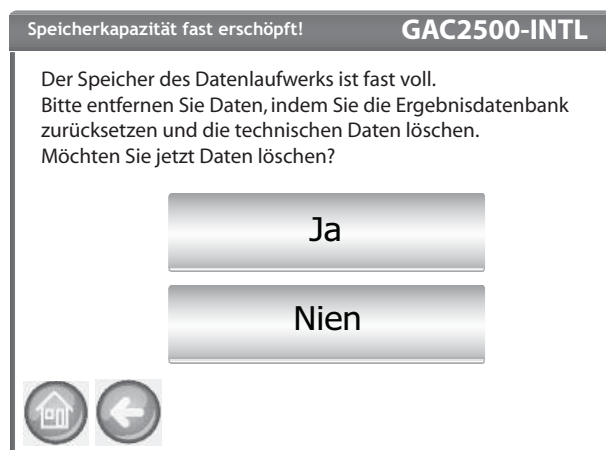 Speicherkapazität fast erschöpft! GAC2500-INTL
Der Speicher des Datenlaufwerks ist fast voll.
Bitte entfernen Sie Daten, indem Sie die Ergebnisdatenbank
zurücksetzen und die technischen Daten löschen.
Möchten Sie jetzt Daten löschen?
Ja
Nien